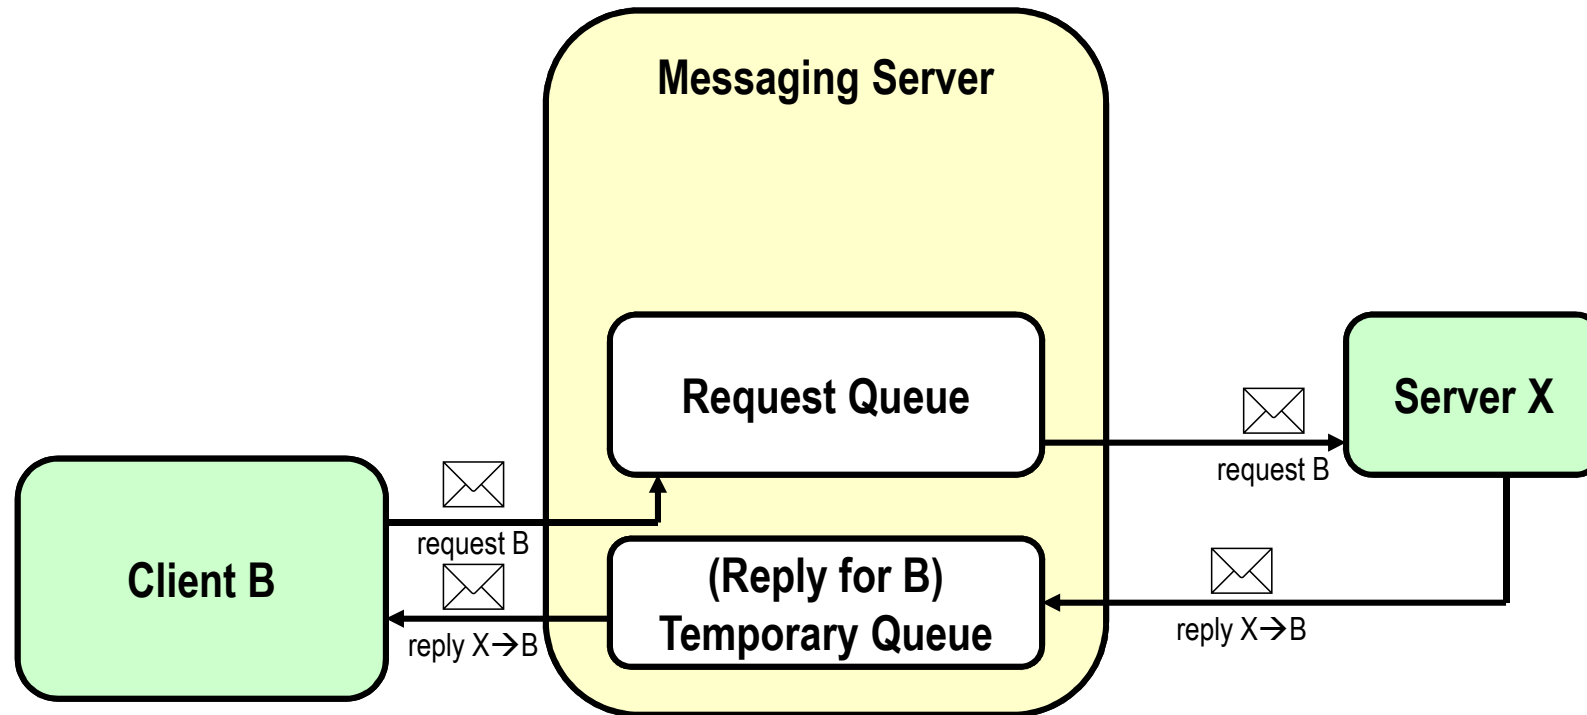 Messaging Server
Request Queue
Server X
request B
request B
Client B
(Reply for B)
Temporary Queue
reply X→B
reply X→B